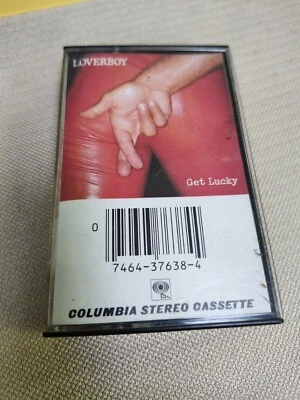 LOVERBOY
Get Lucky
0
7464-37638-4
COLUMBIA STEREO CASSETTE